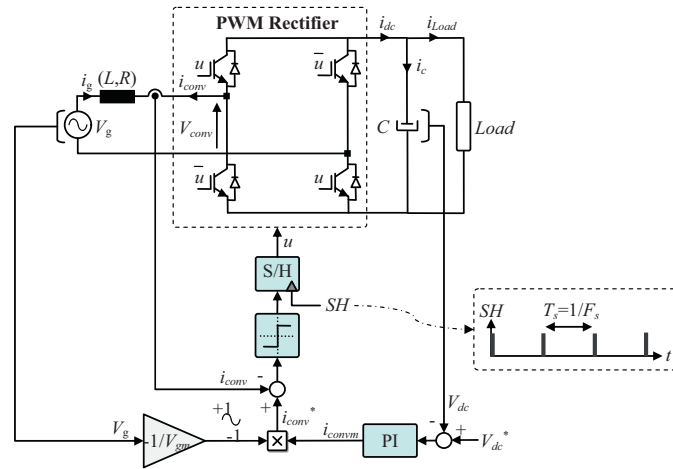 PWM Rectifier
i_dc
i_Load
u
u̅
i_c
i_g
(L,R)
i_conv
V_g
V_conv
C
Load
u̅
u
u
S/H
SH
SH
T_s=1/F_s
t
i_conv
-
+
i_conv*
V_dc
V_g
-1/V_gm
+1
-1
×
i_convm
PI
-
+
V_dc*